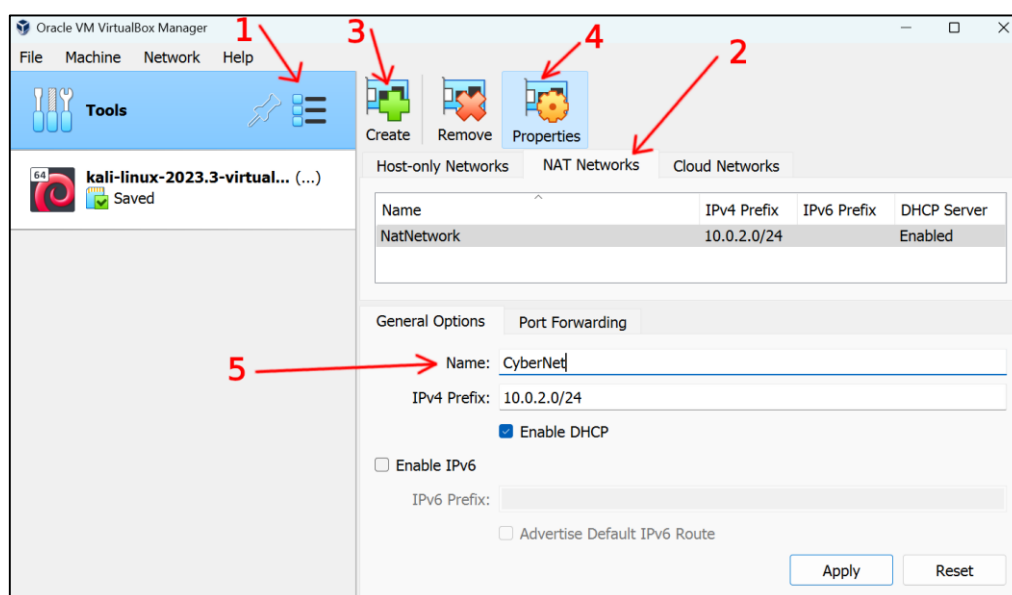 Oracle VM VirtualBox Manager
1
3
4
2
File Machine Network Help
Tools
Create Remove Properties
Host-only Networks NAT Networks Cloud Networks
64
kali-linux-2023.3-virtual... (...)
Saved
Name IPv4 Prefix IPv6 Prefix DHCP Server
NatNetwork 10.0.2.0/24 Enabled
General Options Port Forwarding
5
Name: CyberNet
IPv4 Prefix: 10.0.2.0/24
Enable DHCP
Enable IPv6
IPv6 Prefix:
Advertise Default IPv6 Route
Apply Reset